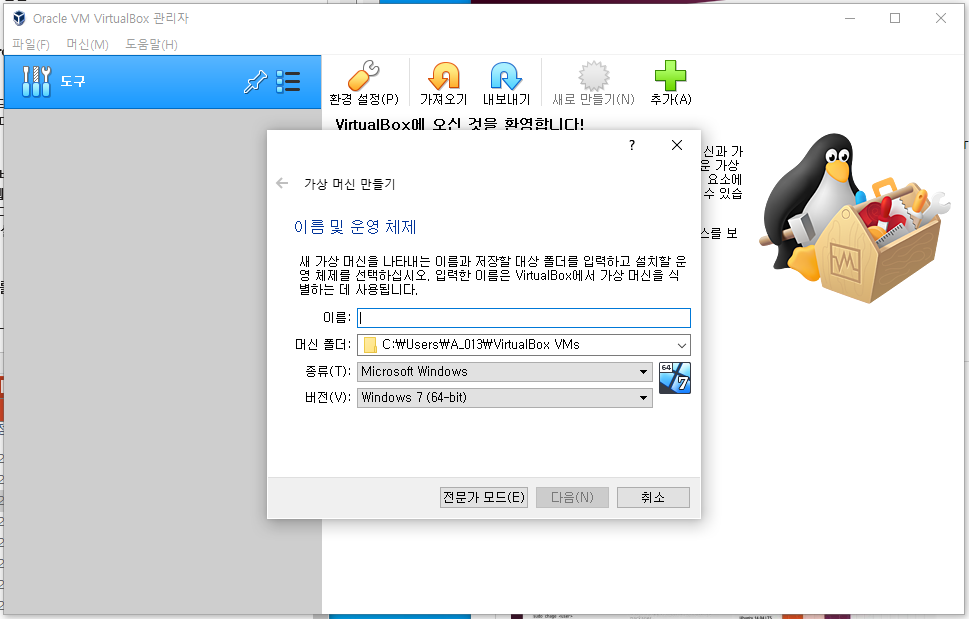 Oracle VM VirtualBox 관리자
파일(F) 머신(M) 도움말(H)
도구
환경 설정(P) 가져오기 내보내기 새로 만들기(N) 추가(A)
VirtualBox에 오신 것을 환영합니다!
신과 가
운 가상
요소에
수 있습
스를 보
?
가상 머신 만들기
이름 및 운영 체제
새 가상 머신을 나타내는 이름과 저장할 대상 폴더를 입력하고 설치할 운
영 체제를 선택하십시오. 입력한 이름은 VirtualBox에서 가상 머신을 식
별하는 데 사용됩니다.
이름:
머신 폴더: C:₩Users₩A_013₩VirtualBox VMs
종류(T): Microsoft Windows
64
7
버전(V): Windows 7 (64-bit)
전문가 모드(E) 다음(N) 취소